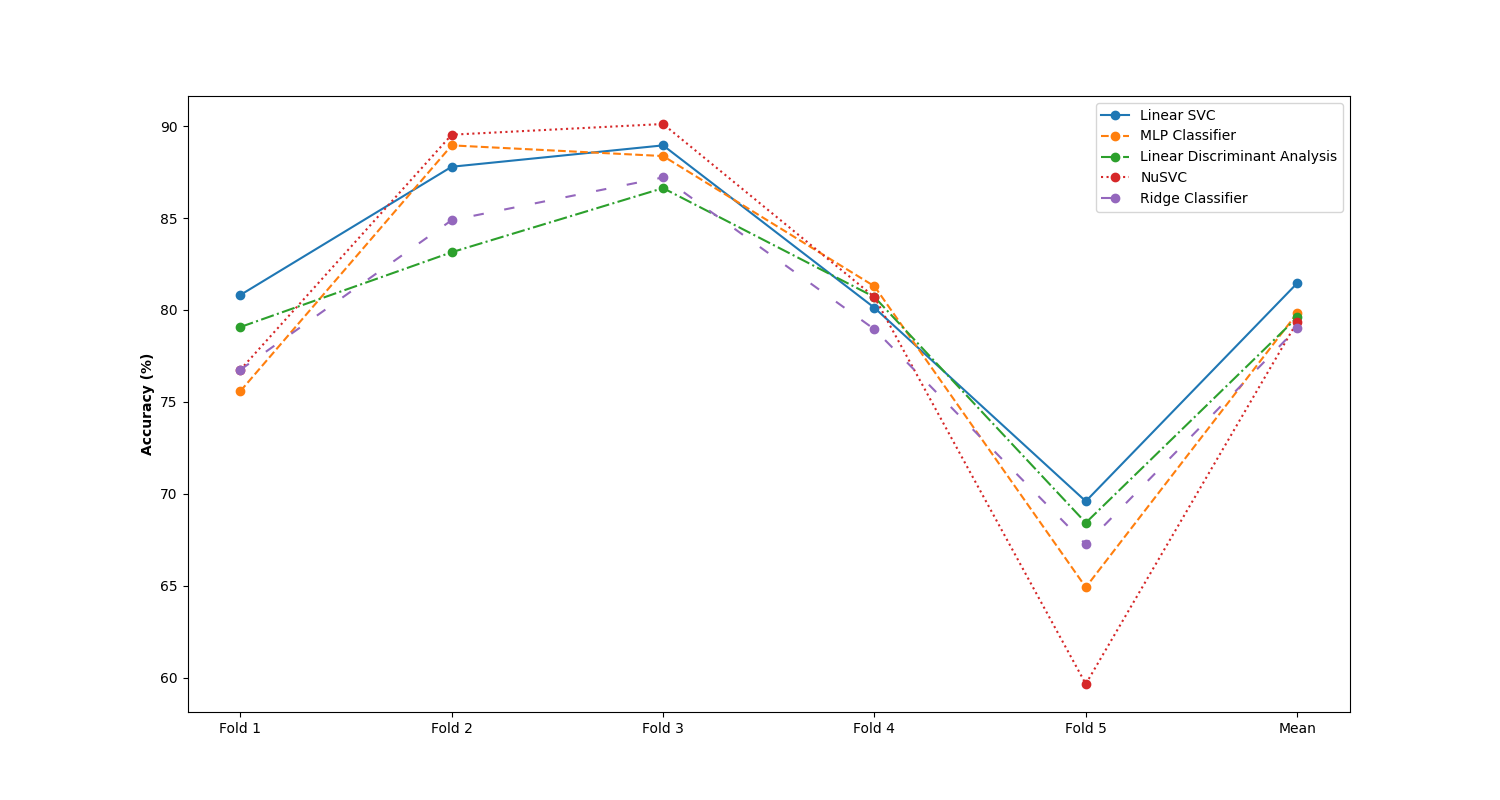 Linear SVC
MLP Classifier
Linear Discriminant Analysis
NuSVC
Ridge Classifier
Accuracy (%)
90
85
80
75
70
65
60
Fold 1
Fold 2
Fold 3
Fold 4
Fold 5
Mean